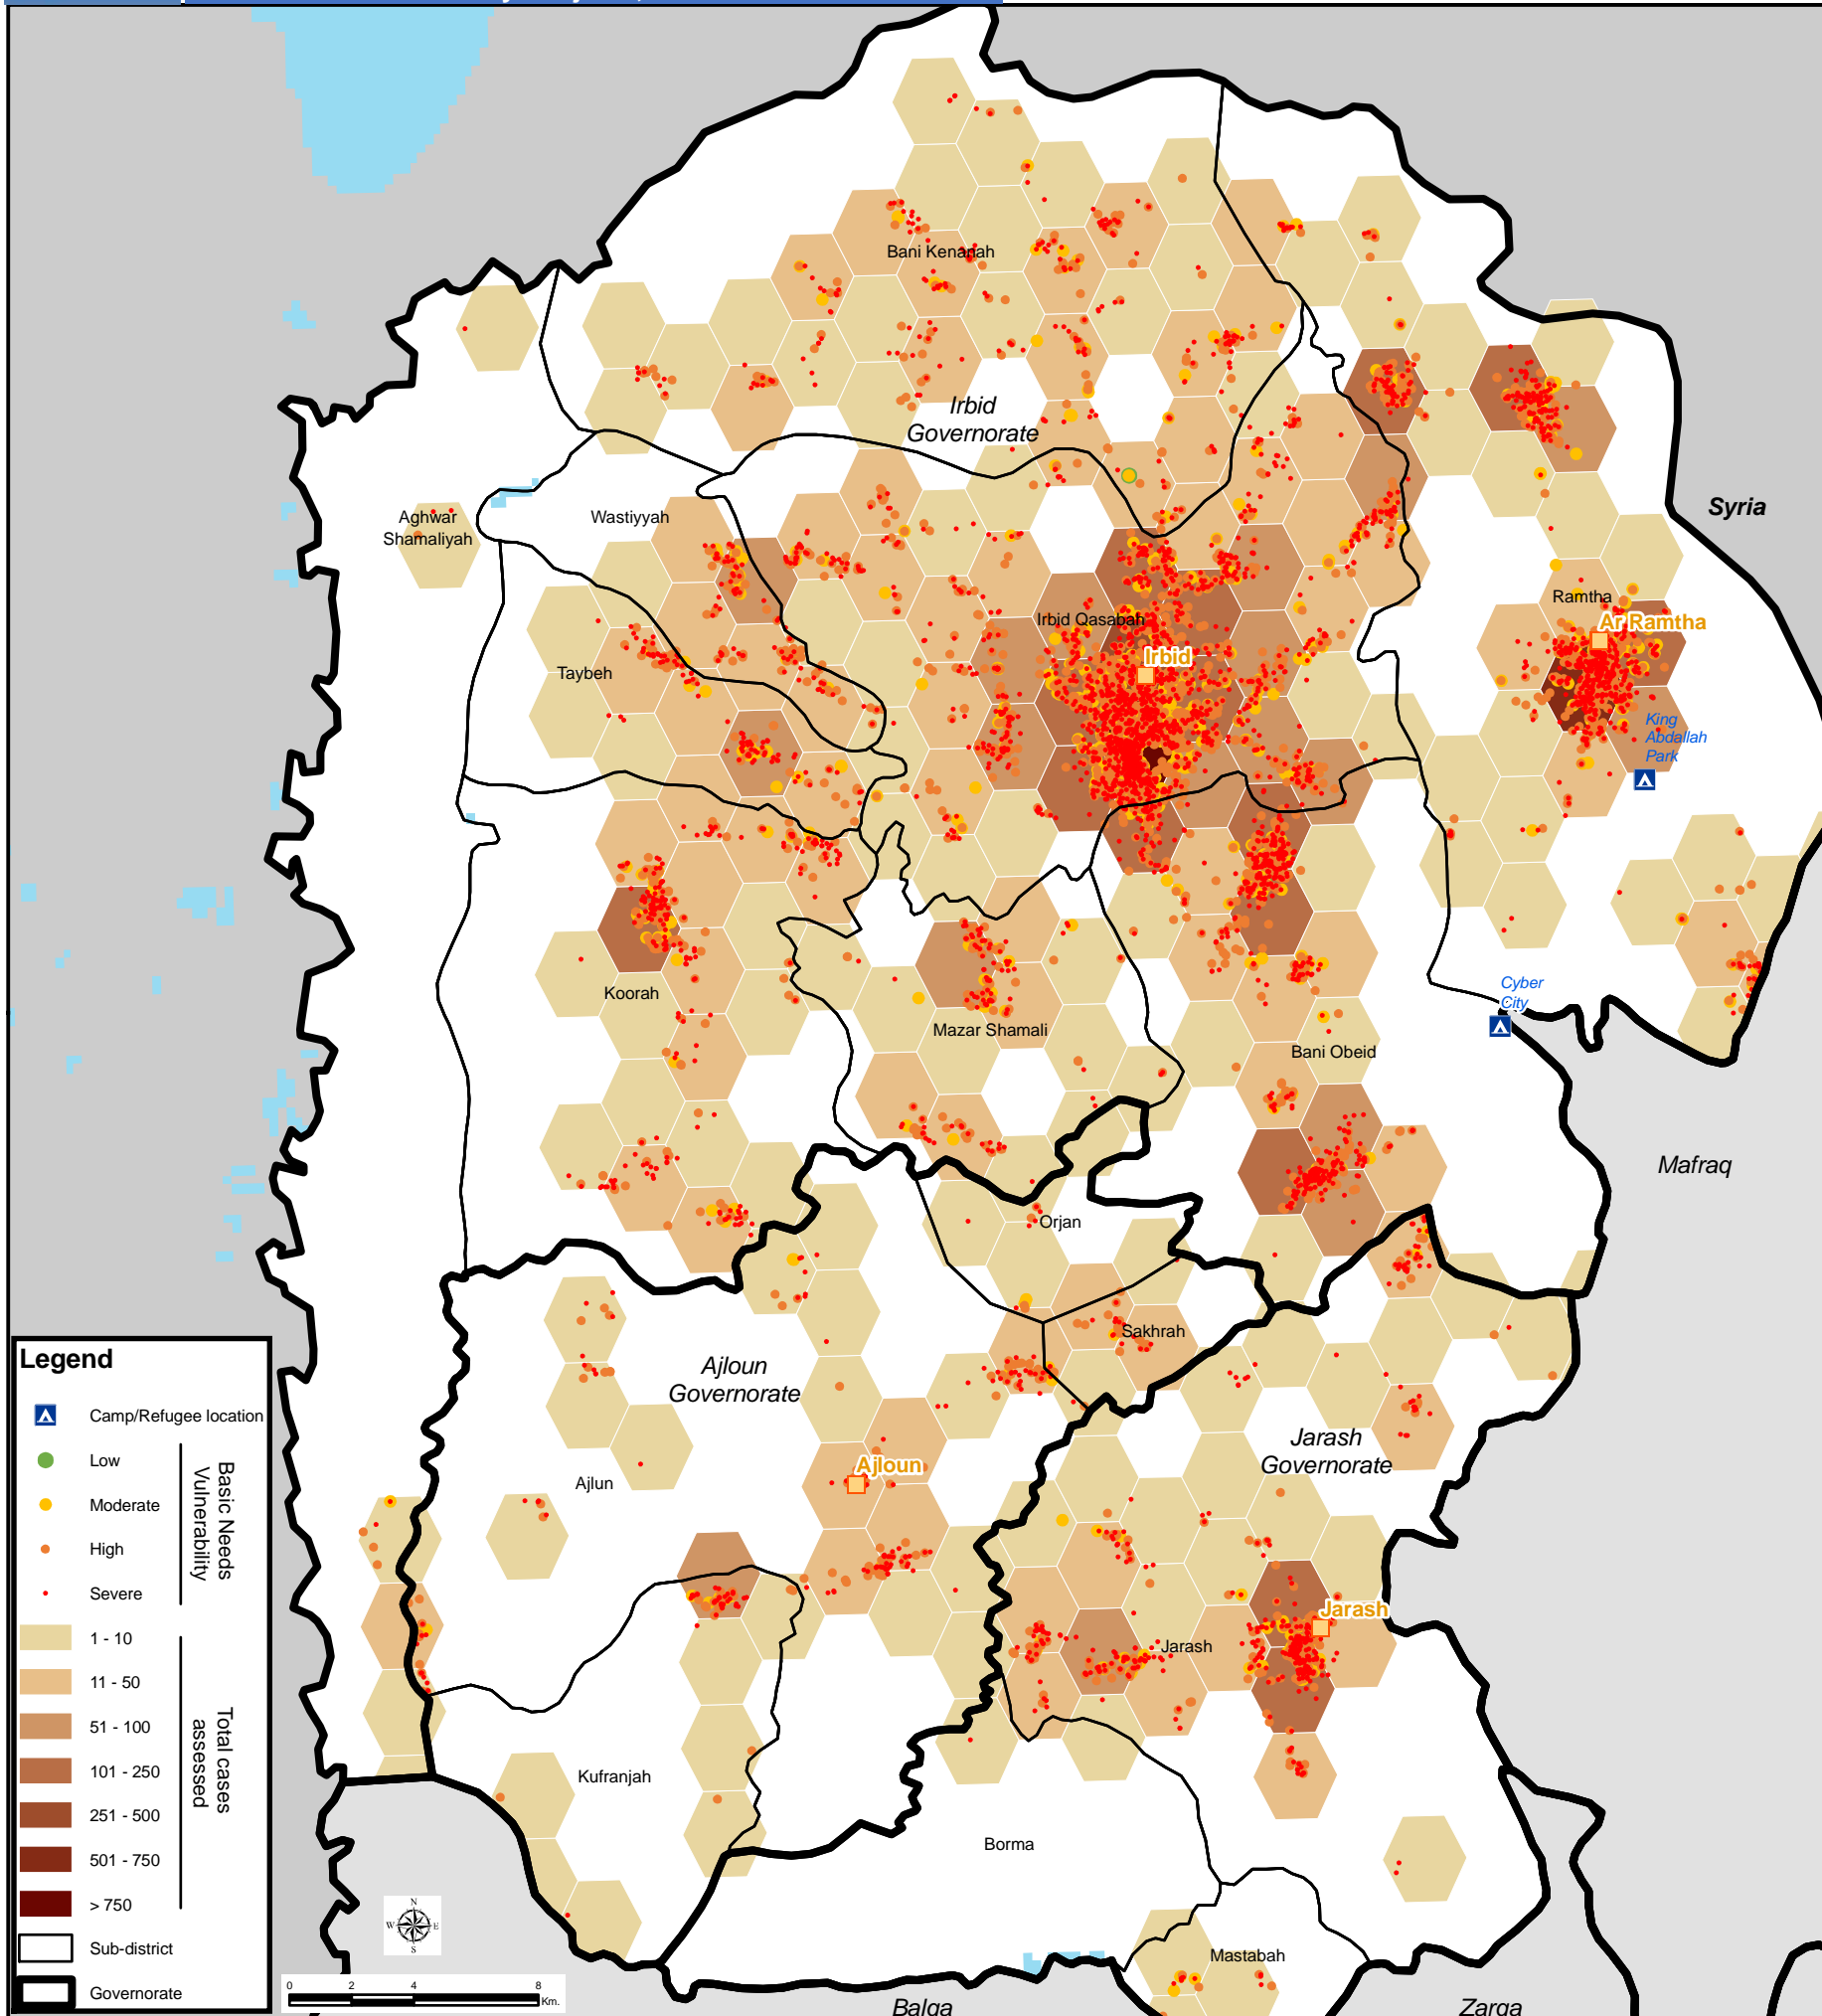 Bani Kenanah
Irbid
Governorate
Syria
Aghwar
Shamaliyah
Wastiyyah
Ramtha
Ar Ramtha
Irbid Qasabah
Irbid
Taybeh
King
Abdallah
Park
Koorah
Cyber
City
Mazar Shamali
Bani Obeid
Mafraq
Orjan
Sakhrah
Ajloun
Governorate
Jarash
Governorate
Ajloun
Ajlun
Jarash
Jarash
Kufranjah
Borma
Mastabah
Balqa
Zarqa
Legend
Camp/Refugee location
Low
Moderate
High
Severe
Basic Needs
Vulnerability
1 - 10
11 - 50
51 - 100
101 - 250
251 - 500
501 - 750
> 750
Total cases
assessed
Sub-district
Governorate
N
W E
S
0 2 4 8
Km.